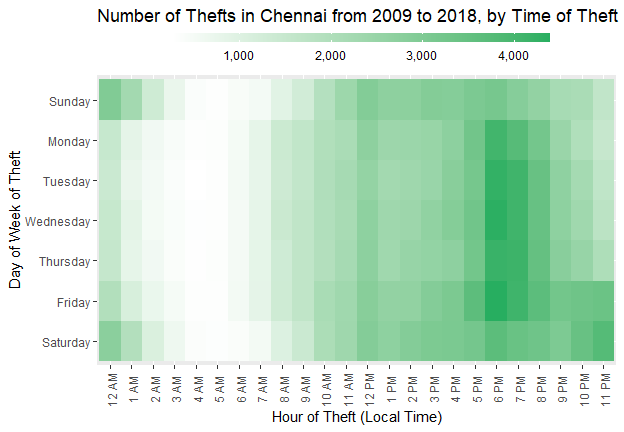 Number of Thefts in Chennai from 2009 to 2018, by Time of Theft
1,000 2,000 3,000 4,000
Day of Week of Theft
Sunday
Monday
Tuesday
Wednesday
Thursday
Friday
Saturday
12 AM 1 AM 2 AM 3 AM 4 AM 5 AM 6 AM 7 AM 8 AM 9 AM 10 AM 11 AM 12 PM 1 PM 2 PM 3 PM 4 PM 5 PM 6 PM 7 PM 8 PM 9 PM 10 PM 11 PM
Hour of Theft (Local Time)